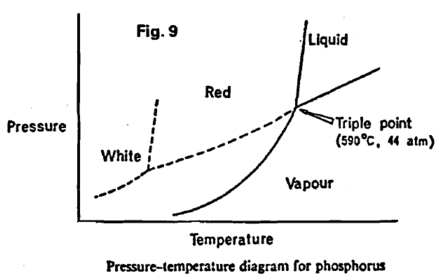 Fig. 9
Liquid
Red
Pressure
Triple point
(590°C, 44 atm)
White
Vapour
Temperature
Pressure–temperature diagram for phosphorus